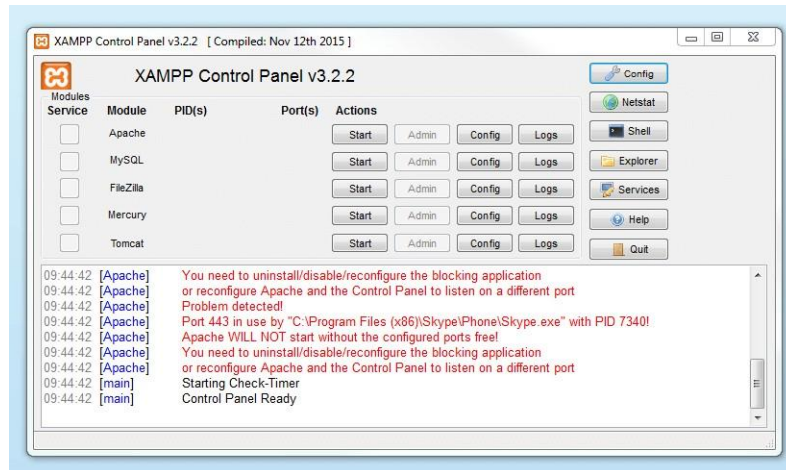 XAMPP Control Panel v3.2.2 [ Compiled: Nov 12th 2015 ]
XAMPP Control Panel v3.2.2
Config
Modules
Service Module PID(s) Port(s) Actions
Netstat
Apache Start Admin Config Logs
Shell
MySQL Start Admin Config Logs
Explorer
FileZilla Start Admin Config Logs
Services
Mercury Start Admin Config Logs
Help
Tomcat Start Admin Config Logs
Quit
09:44:42 [Apache] You need to uninstall/disable/reconfigure the blocking application
09:44:42 [Apache] or reconfigure Apache and the Control Panel to listen on a different port
09:44:42 [Apache] Problem detected!
09:44:42 [Apache] Port 443 in use by "C:\Program Files (x86)\Skype\Phone\Skype.exe" with PID 7340!
09:44:42 [Apache] Apache WILL NOT start without the configured ports free!
09:44:42 [Apache] You need to uninstall/disable/reconfigure the blocking application
09:44:42 [Apache] or reconfigure Apache and the Control Panel to listen on a different port
09:44:42 [main] Starting Check-Timer
09:44:42 [main] Control Panel Ready